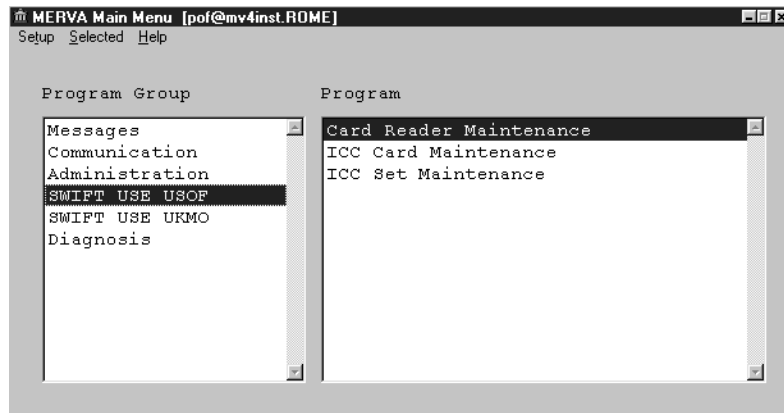 MERVA Main Menu [pof@mv4inst.ROME]
Setup Selected Help
Program Group
Messages
Communication
Administration
SWIFT USE USOF
SWIFT USE UKMO
Diagnosis
Program
Card Reader Maintenance
ICC Card Maintenance
ICC Set Maintenance